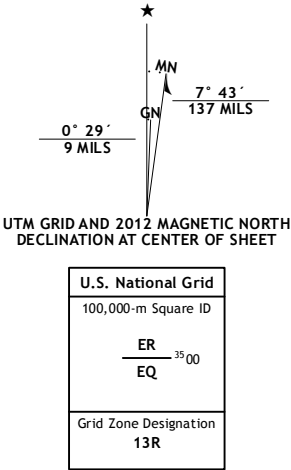 ★
MN
7° 43´
137 MILS
GN
0° 29´
9 MILS
UTM GRID AND 2012 MAGNETIC NORTH
DECLINATION AT CENTER OF SHEET
U.S. National Grid
100,000-m Square ID
ER
3500
EQ
Grid Zone Designation
13R